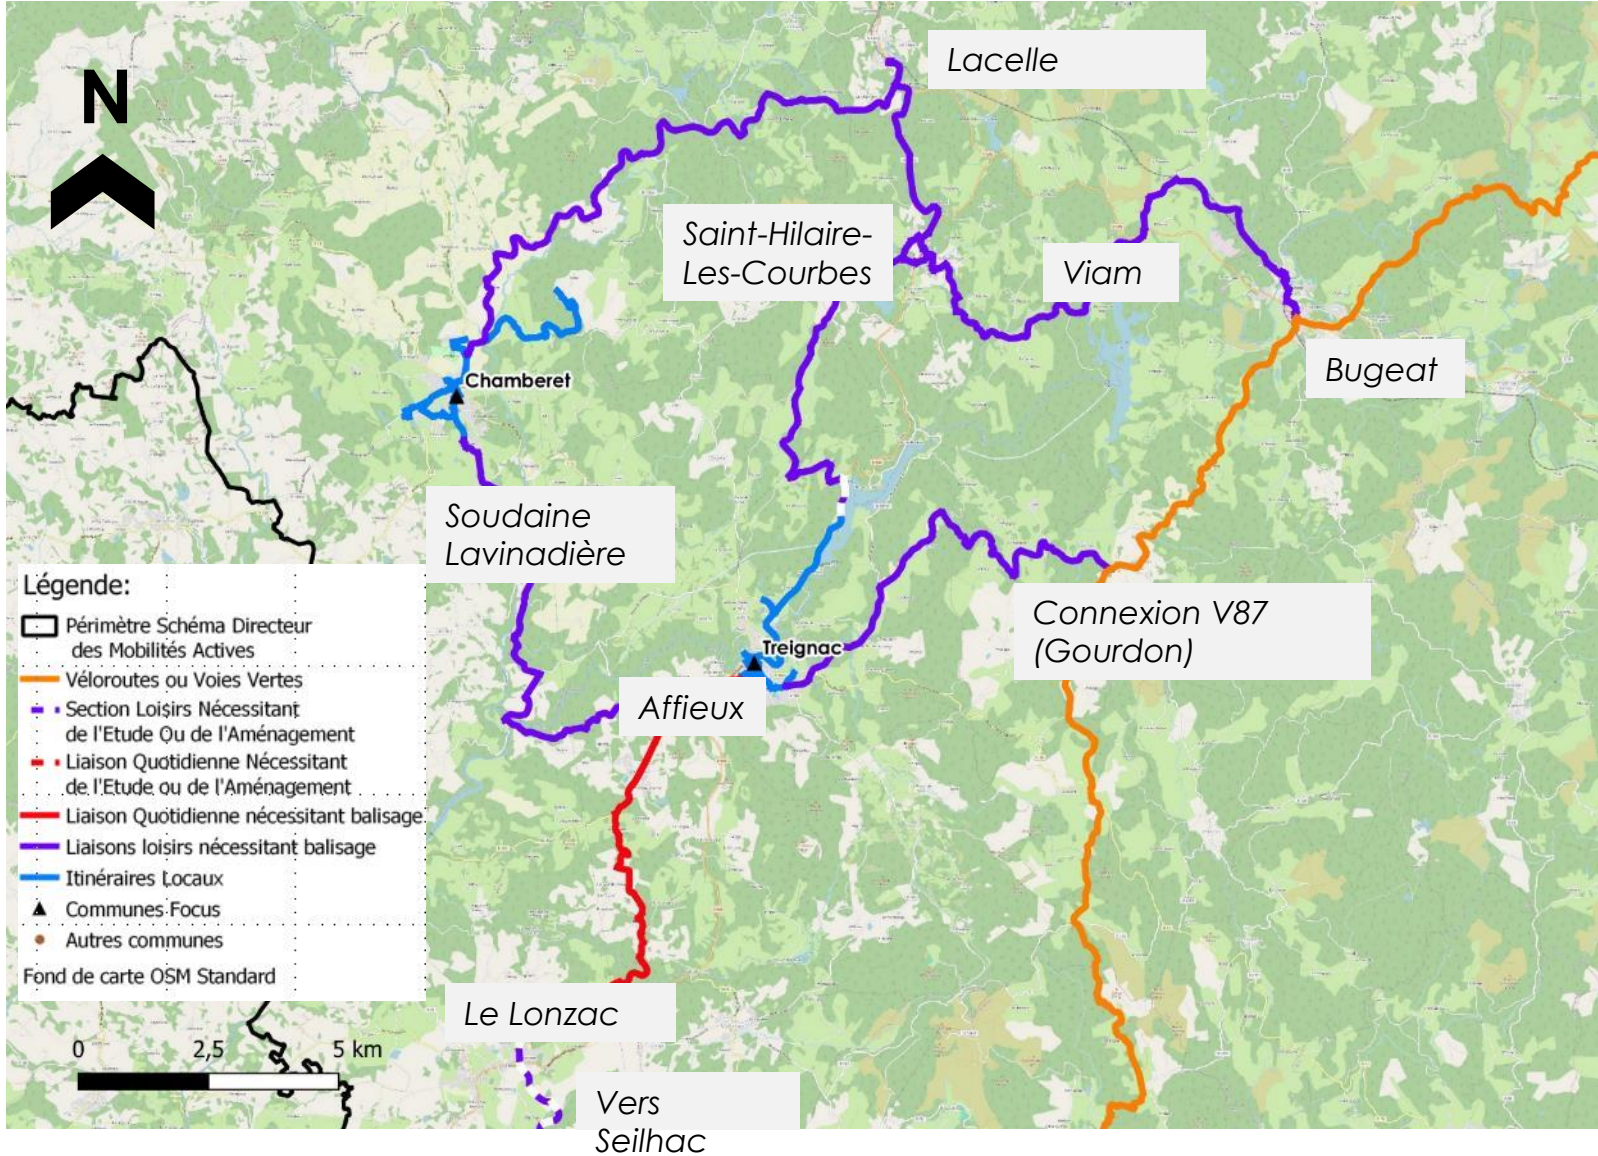 Lacelle
N
Saint-Hilaire-
Les-Courbes
Viam
Bugeat
Chamberet
Soudaine
Lavinadière
Connexion V87
(Gourdon)
Treignac
Affieux
Légende:
Périmètre Schéma Directeur
des Mobilités Actives
Véloroutes ou Voies Vertes
Section Loisirs Nécessitant
de l'Etude Ou de l'Aménagement
Liaison Quotidienne Nécessitant
de l'Etude ou de l'Aménagement
Liaison Quotidienne nécessitant balisage
Liaisons loisirs nécessitant balisage
Itinéraires Locaux
Communes Focus
Autres communes
Fond de carte OSM Standard
Le Lonzac
0 2,5 5 km
Vers
Seilhac